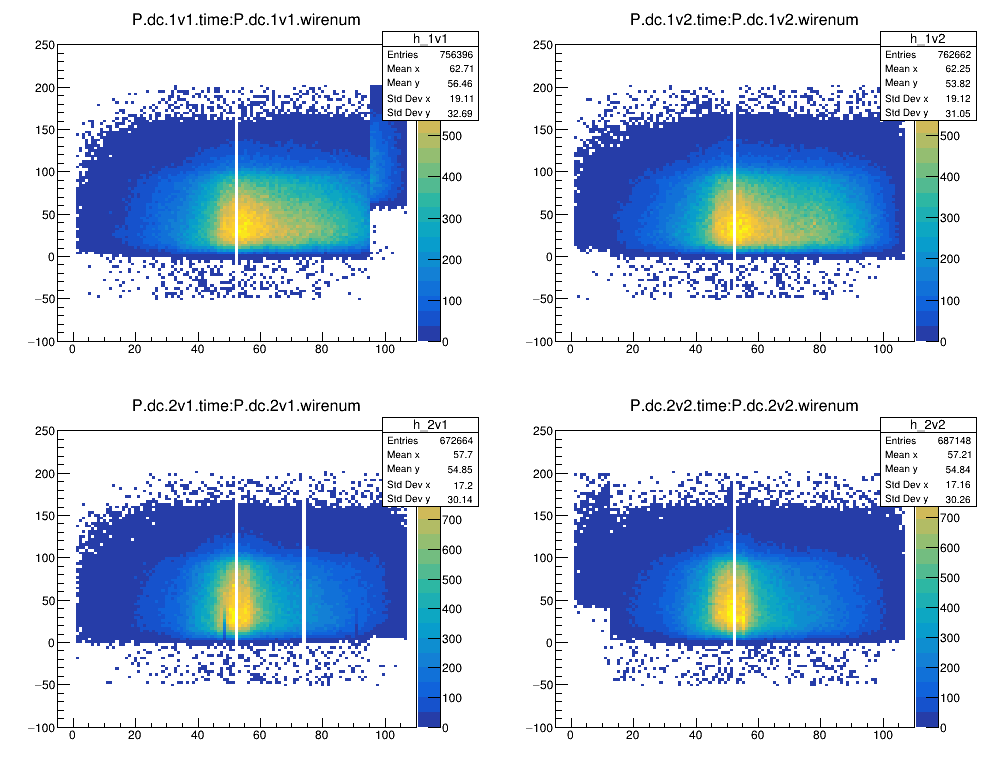 P.dc.1v1.time:P.dc.1v1.wirenum
h_1v1
Entries 756396
Mean x 62.71
Mean y 56.46
Std Dev x 19.11
Std Dev y 32.69
250
200
150
100
50
0
−50
−100
0 20 40 60 80 100
500
400
300
200
100
0
P.dc.1v2.time:P.dc.1v2.wirenum
h_1v2
Entries 762662
Mean x 62.25
Mean y 53.82
Std Dev x 19.12
Std Dev y 31.05
250
200
150
100
50
0
−50
−100
0 20 40 60 80 100
500
400
300
200
100
0
P.dc.2v1.time:P.dc.2v1.wirenum
h_2v1
Entries 672664
Mean x 57.7
Mean y 54.85
Std Dev x 17.2
Std Dev y 30.14
250
200
150
100
50
0
−50
−100
0 20 40 60 80 100
700
600
500
400
300
200
100
0
P.dc.2v2.time:P.dc.2v2.wirenum
h_2v2
Entries 687148
Mean x 57.21
Mean y 54.84
Std Dev x 17.16
Std Dev y 30.26
250
200
150
100
50
0
−50
−100
0 20 40 60 80 100
700
600
500
400
300
200
100
0